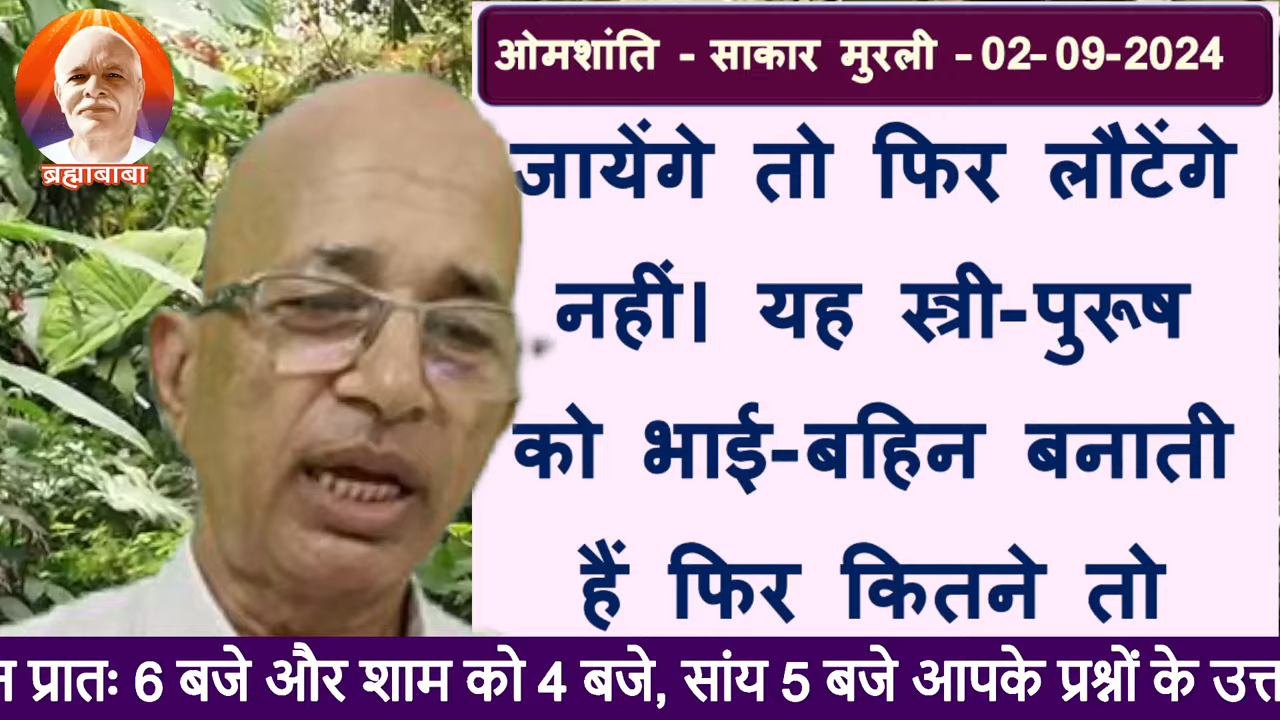 ब्रह्माबाबा
ओमशांति - साकार मुरली - 02-09-2024
जायेंगे तो फिर लौटेंगे
नहीं। यह स्त्री-पुरूष
को भाई-बहिन बनाती
हैं फिर कितने तो
प्रातः 6 बजे और शाम को 4 बजे, सांय 5 बजे आपके प्रश्नों के